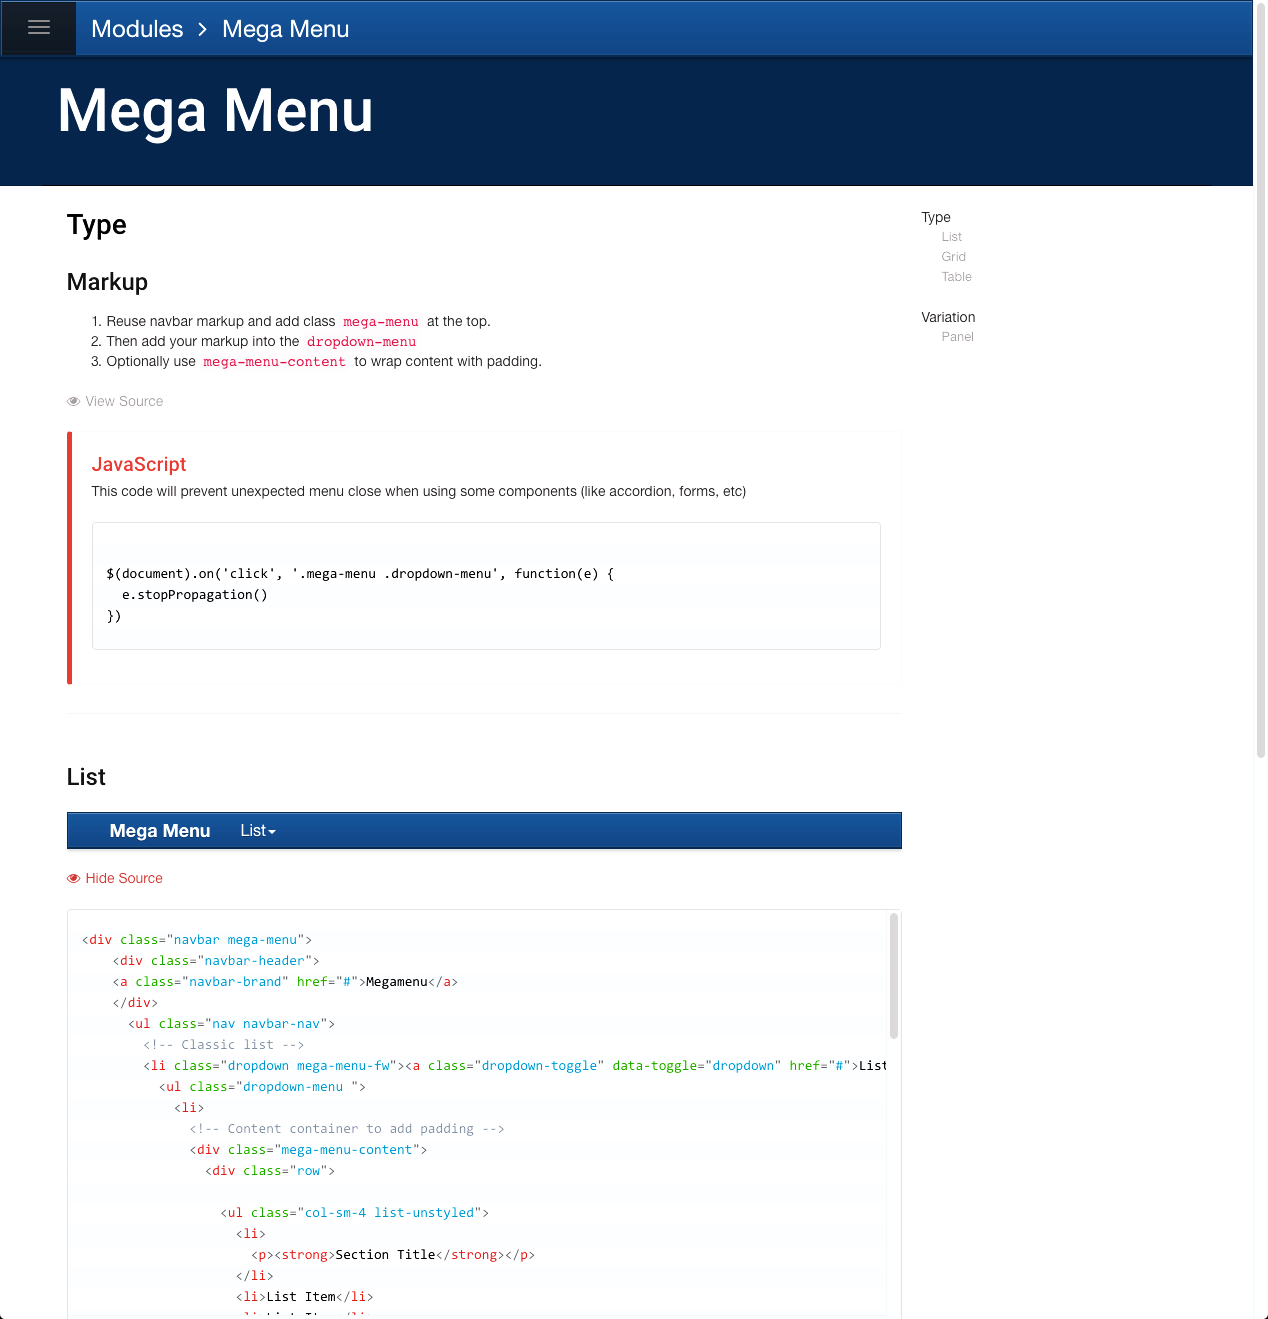 Modules > Mega Menu
Mega Menu
Type
Markup
1. Reuse navbar markup and add class mega-menu at the top.
2. Then add your markup into the dropdown-menu
3. Optionally use mega-menu-content to wrap content with padding.
View Source
JavaScript
This code will prevent unexpected menu close when using some components (like accordion, forms, etc)
$(document).on('click', '.mega-menu .dropdown-menu', function(e) {
  e.stopPropagation()
})
List
Mega Menu List
Hide Source
<div class="navbar mega-menu">
    <div class="navbar-header">
    <a class="navbar-brand" href="#">Megamenu</a>
    </div>
      <ul class="nav navbar-nav">
        <!-- Classic list -->
        <li class="dropdown mega-menu-fw"><a class="dropdown-toggle" data-toggle="dropdown" href="#">List
          <ul class="dropdown-menu ">
            <li>
              <!-- Content container to add padding -->
              <div class="mega-menu-content">
                <div class="row">
                  <ul class="col-sm-4 list-unstyled">
                    <li>
                      <p><strong>Section Title</strong></p>
                    </li>
                    <li>List Item</li>
Type
List
Grid
Table
Variation
Panel